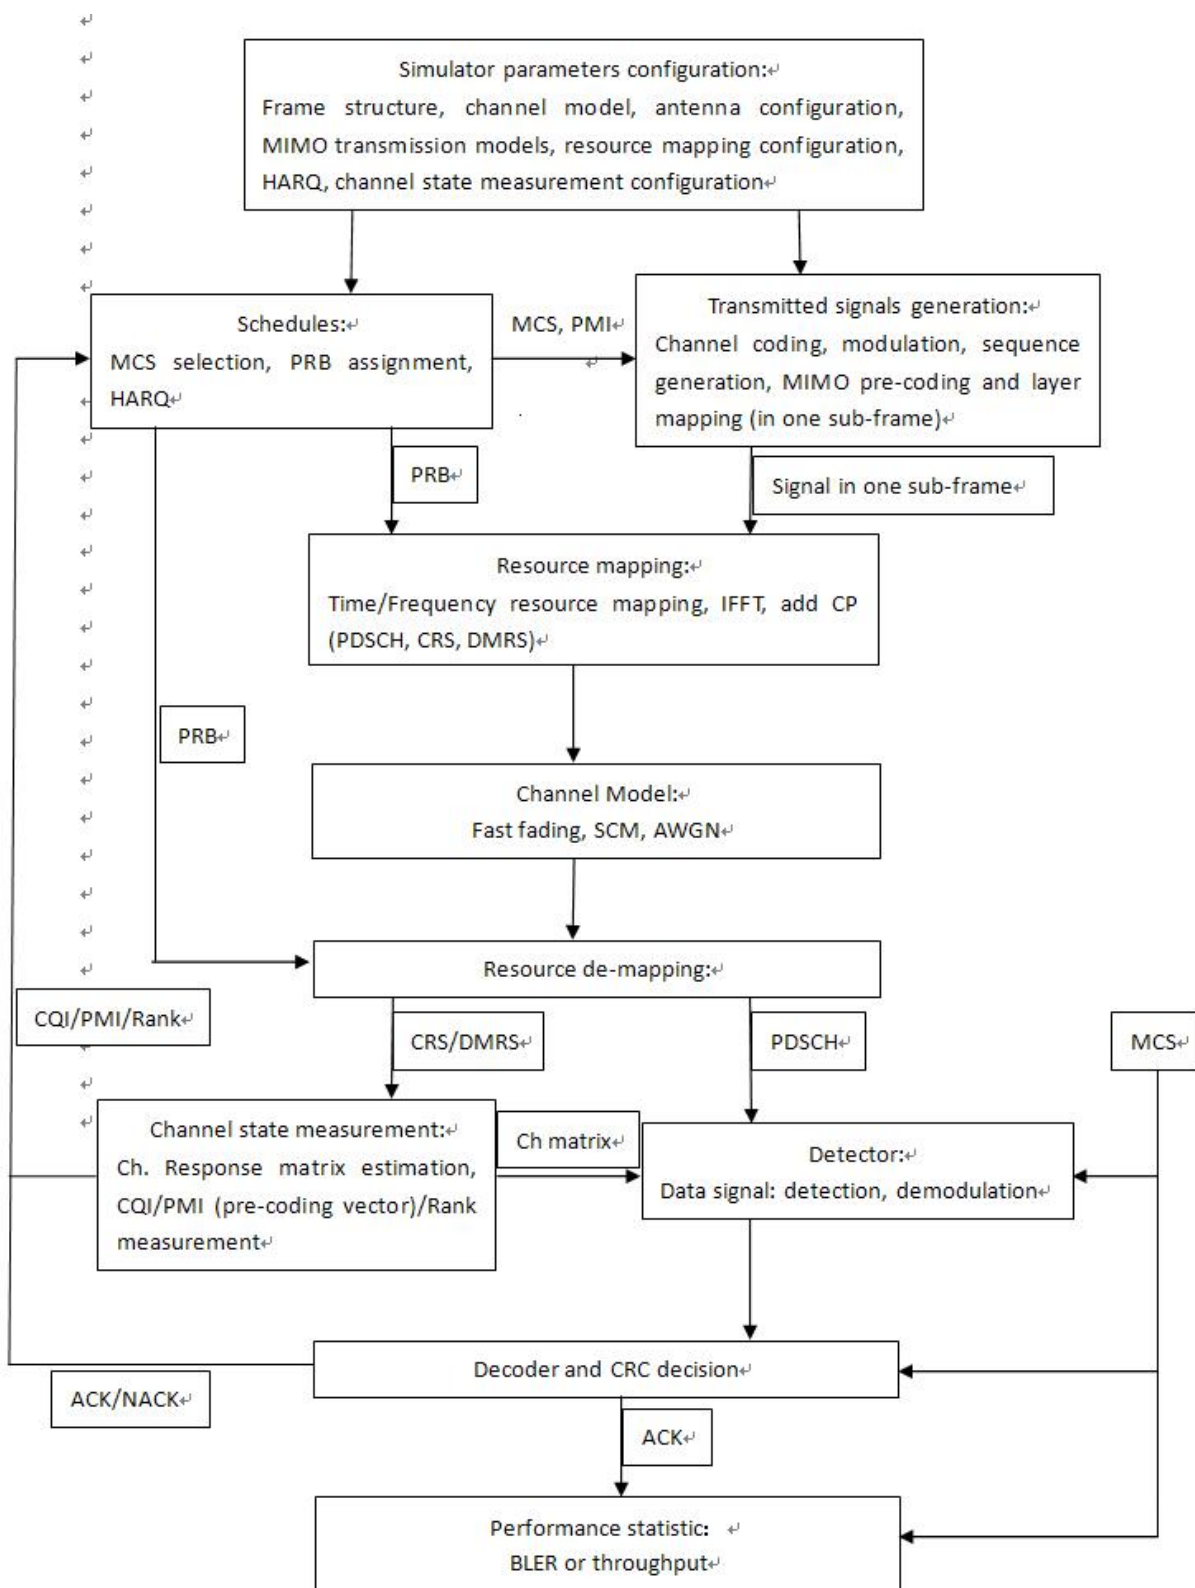 Simulator parameters configuration:
Frame structure, channel model, antenna configuration,
MIMO transmission models, resource mapping configuration,
HARQ, channel state measurement configuration
Schedules:
MCS selection, PRB assignment,
HARQ
MCS, PMI
Transmitted signals generation:
Channel coding, modulation, sequence
generation, MIMO pre-coding and layer
mapping (in one sub-frame)
PRB
Signal in one sub-frame
Resource mapping:
Time/Frequency resource mapping, IFFT, add CP
(PDSCH, CRS, DMRS)
PRB
Channel Model:
Fast fading, SCM, AWGN
Resource de-mapping:
CQI/PMI/Rank
CRS/DMRS
PDSCH
MCS
Channel state measurement:
Ch. Response matrix estimation,
CQI/PMI (pre-coding vector)/Rank
measurement
Ch matrix
Detector:
Data signal: detection, demodulation
Decoder and CRC decision
ACK/NACK
ACK
Performance statistic:
BLER or throughput